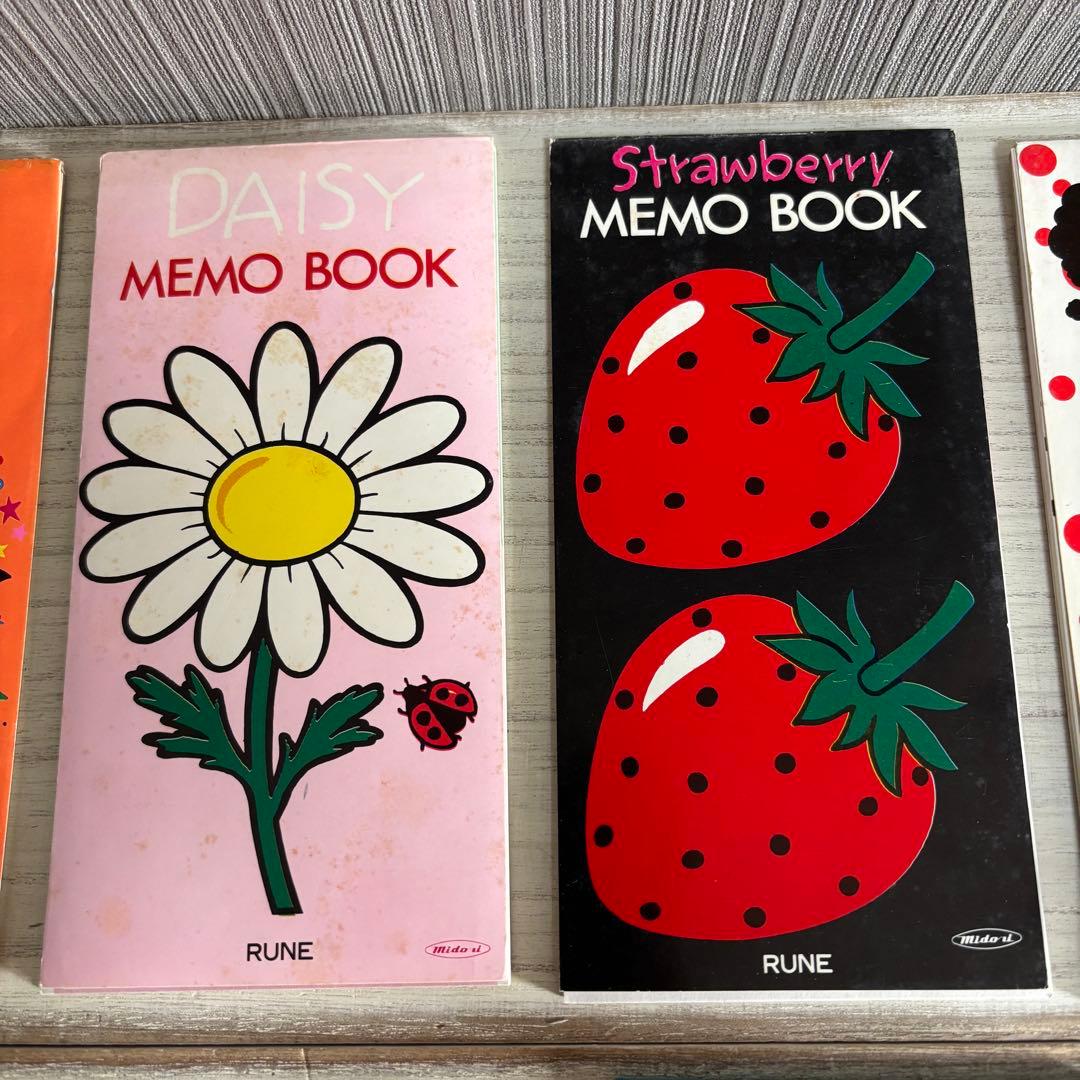 DAISY
MEMO BOOK
RUNE
Midori
Strawberry
MEMO BOOK
RUNE
Midori